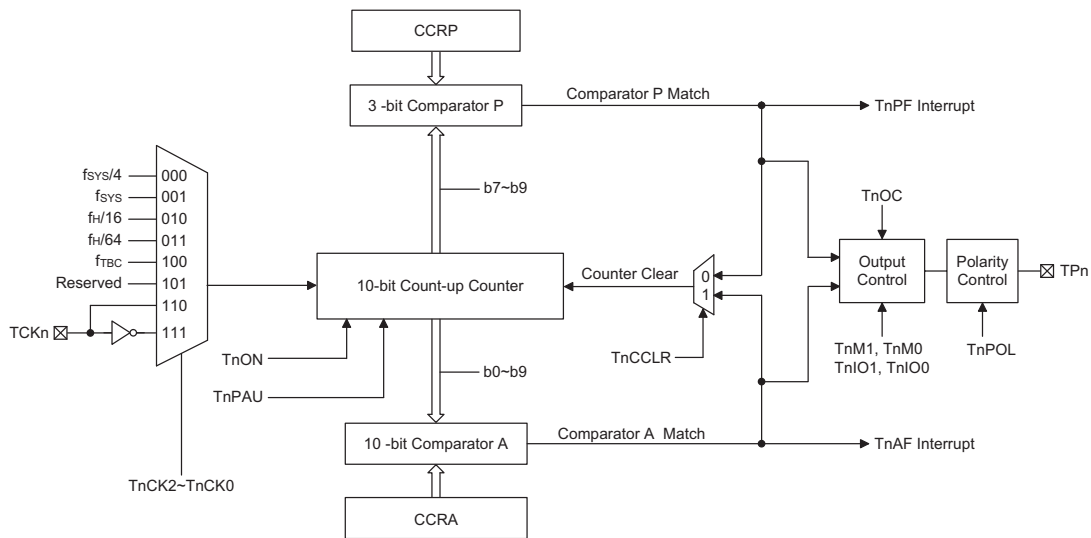 CCRP
3 -bit Comparator P
Comparator P Match
TnPF Interrupt
b7~b9
fSYS/4
000
fSYS
001
fH/16
010
fH/64
011
fTBC
100
Reserved
101
110
TCKn
111
10-bit Count-up Counter
Counter Clear
0
1
TnOC
Output
Control
Polarity
Control
TPn
TnON
TnPAU
TnCCLR
TnM1, TnM0
TnIO1, TnIO0
TnPOL
b0~b9
10 -bit Comparator A
Comparator A Match
TnAF Interrupt
TnCK2~TnCK0
CCRA